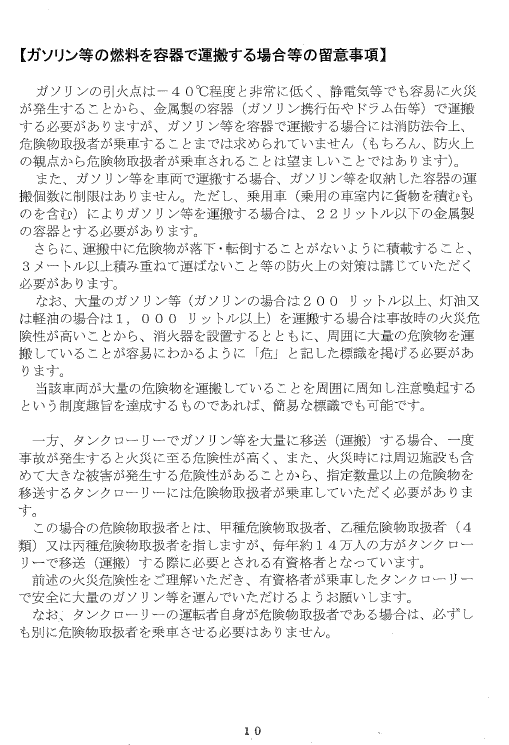 【ガソリン等の燃料を容器で運搬する場合等の留意事項】
ガソリンの引火点は－４０℃程度と非常に低く、静電気等でも容易に火災
が発生することから、金属製の容器（ガソリン携行缶やドラム缶等）で運搬
する必要がありますが、ガソリン等を容器で運搬する場合には消防法令上、
危険物取扱者が乗車することまでは求められていません（もちろん、防火上
の観点から危険物取扱者が乗車されることは望ましいことではあります）。
また、ガソリン等を車両で運搬する場合、ガソリン等を収納した容器の運
搬個数に制限はありません。ただし、乗用車（乗用の車室内に貨物を積むも
のを含む）によりガソリン等を運搬する場合は、２２リットル以下の金属製
の容器とする必要があります。
さらに、運搬中に危険物が落下・転倒することがないように積載すること、
３メートル以上積み重ねて運ばないこと等の防火上の対策は講じていただく
必要があります。
なお、大量のガソリン等（ガソリンの場合は２００ リットル以上、灯油又
は軽油の場合は１，０００ リットル以上）を運搬する場合は事故時の火災危
険性が高いことから、消火器を設置するとともに、周囲に大量の危険物を運
搬していることが容易にわかるように「危」と記した標識を掲げる必要があ
ります。
当該車両が大量の危険物を運搬していることを周囲に周知し注意喚起する
という制度趣旨を達成するものであれば、簡易な標識でも可能です。
一方、タンクローリーでガソリン等を大量に移送（運搬）する場合、一度
事故が発生すると火災に至る危険性が高く、また、火災時には周辺施設も含
めて大きな被害が発生する危険性があることから、指定数量以上の危険物を
移送するタンクローリーには危険物取扱者が乗車していただく必要がありま
す。
この場合の危険物取扱者とは、甲種危険物取扱者、乙種危険物取扱者（４
類）又は丙種危険物取扱者を指しますが、毎年約１４万人の方がタンクロー
リーで移送（運搬）する際に必要とされる有資格者となっています。
前述の火災危険性をご理解いただき、有資格者が乗車したタンクローリー
で安全に大量のガソリン等を運んでいただけるようお願いします。
なお、タンクローリーの運転者自身が危険物取扱者である場合は、必ずし
も別に危険物取扱者を乗車させる必要はありません。
１０